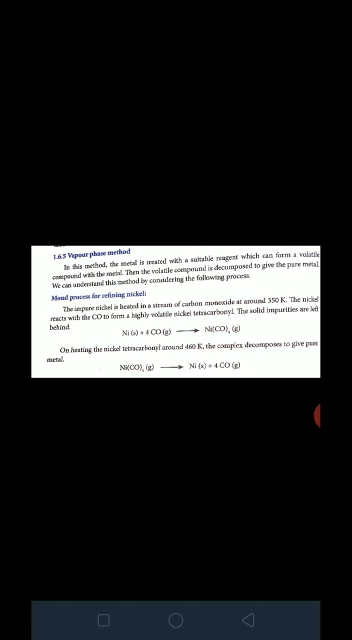 1.6.5 Vapour phase method
In this method, the metal is treated with a suitable reagent which can form a volatile
compound with the metal. Then the volatile compound is decomposed to give the pure metal.
We can understand this method by considering the following process.
Mond process for refining nickel:
The impure nickel is heated in a stream of carbon monoxide at around 350 K. The nickel
reacts with the CO to form a highly volatile nickel tetracarbonyl. The solid impurities are left
behind.
Ni (s) + 4 CO (g) ⟶ Ni(CO)₄ (g)
On heating the nickel tetracarbonyl around 460 K, the complex decomposes to give pure
metal.
Ni(CO)₄ (g) ⟶ Ni (s) + 4 CO (g)